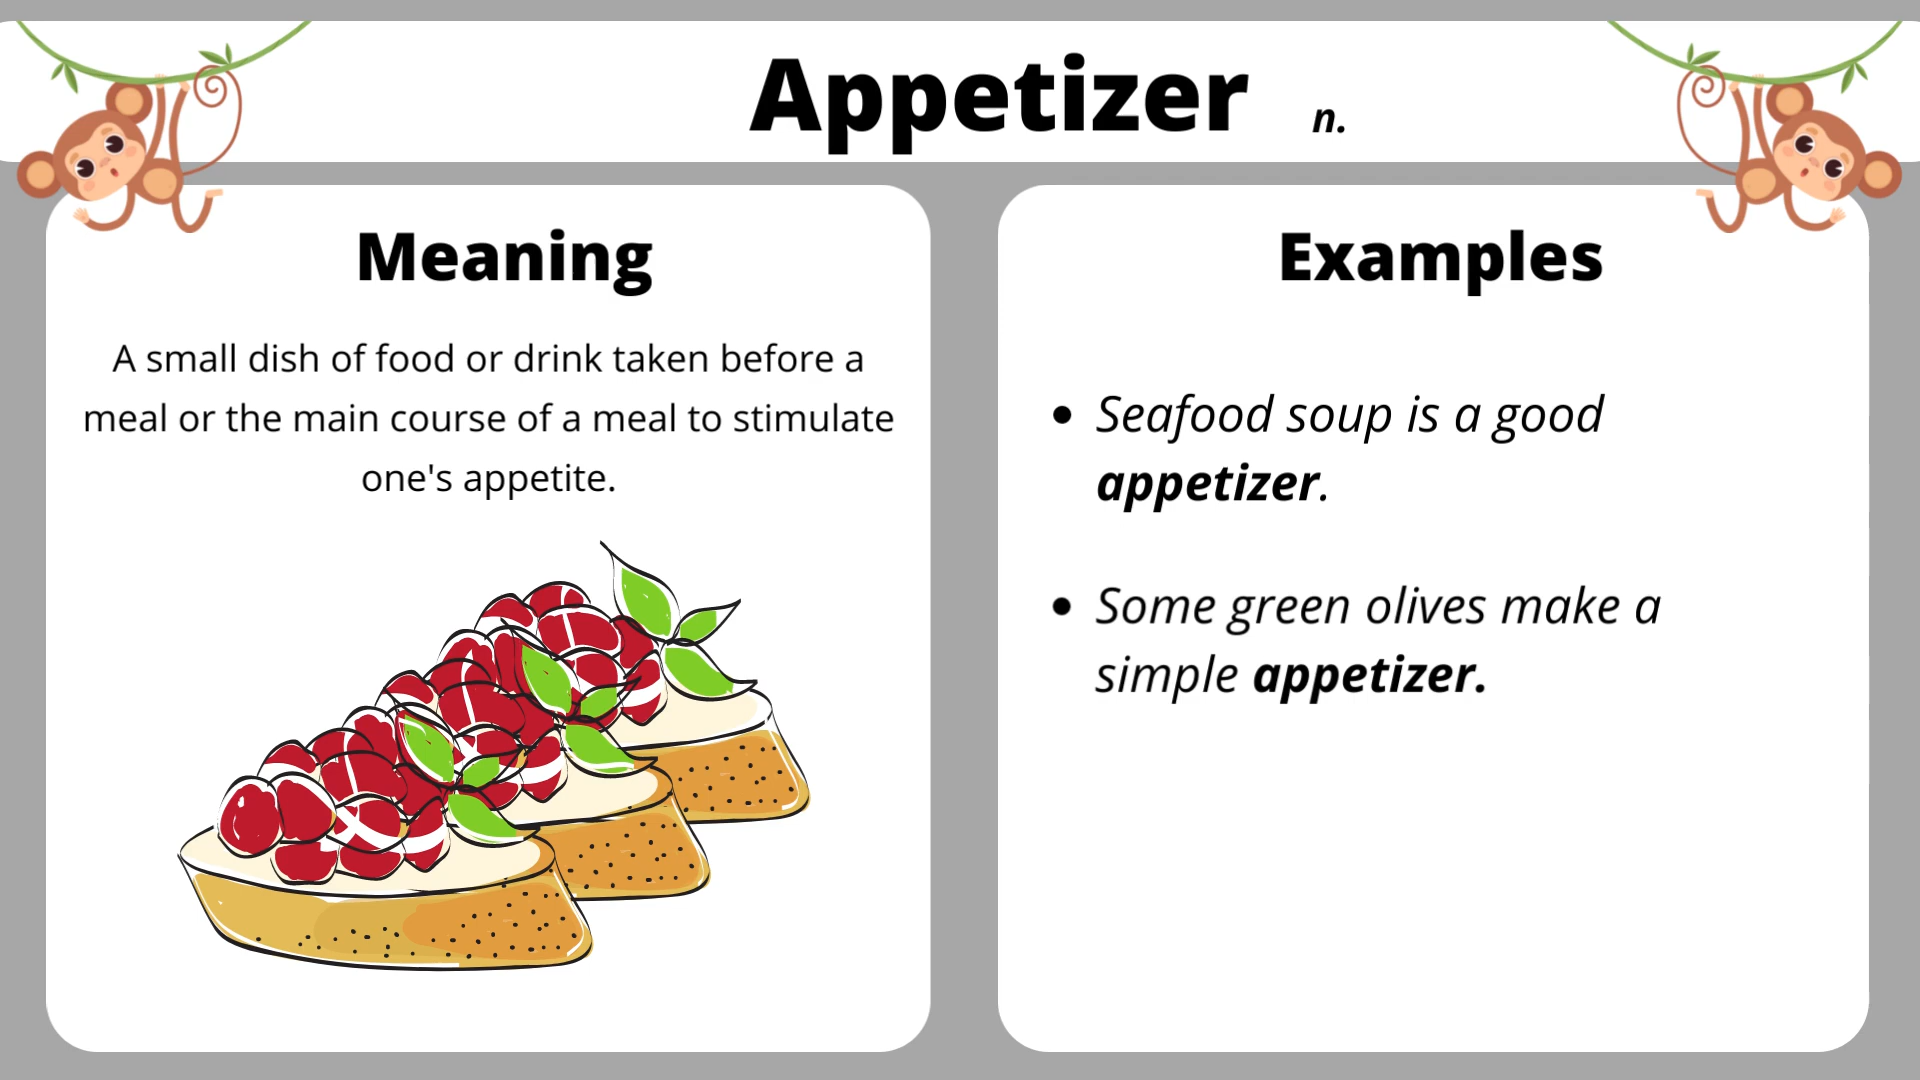 Appetizer n.
Meaning
A small dish of food or drink taken before a
meal or the main course of a meal to stimulate
one's appetite.
Examples
• Seafood soup is a good
appetizer.
• Some green olives make a
simple appetizer.